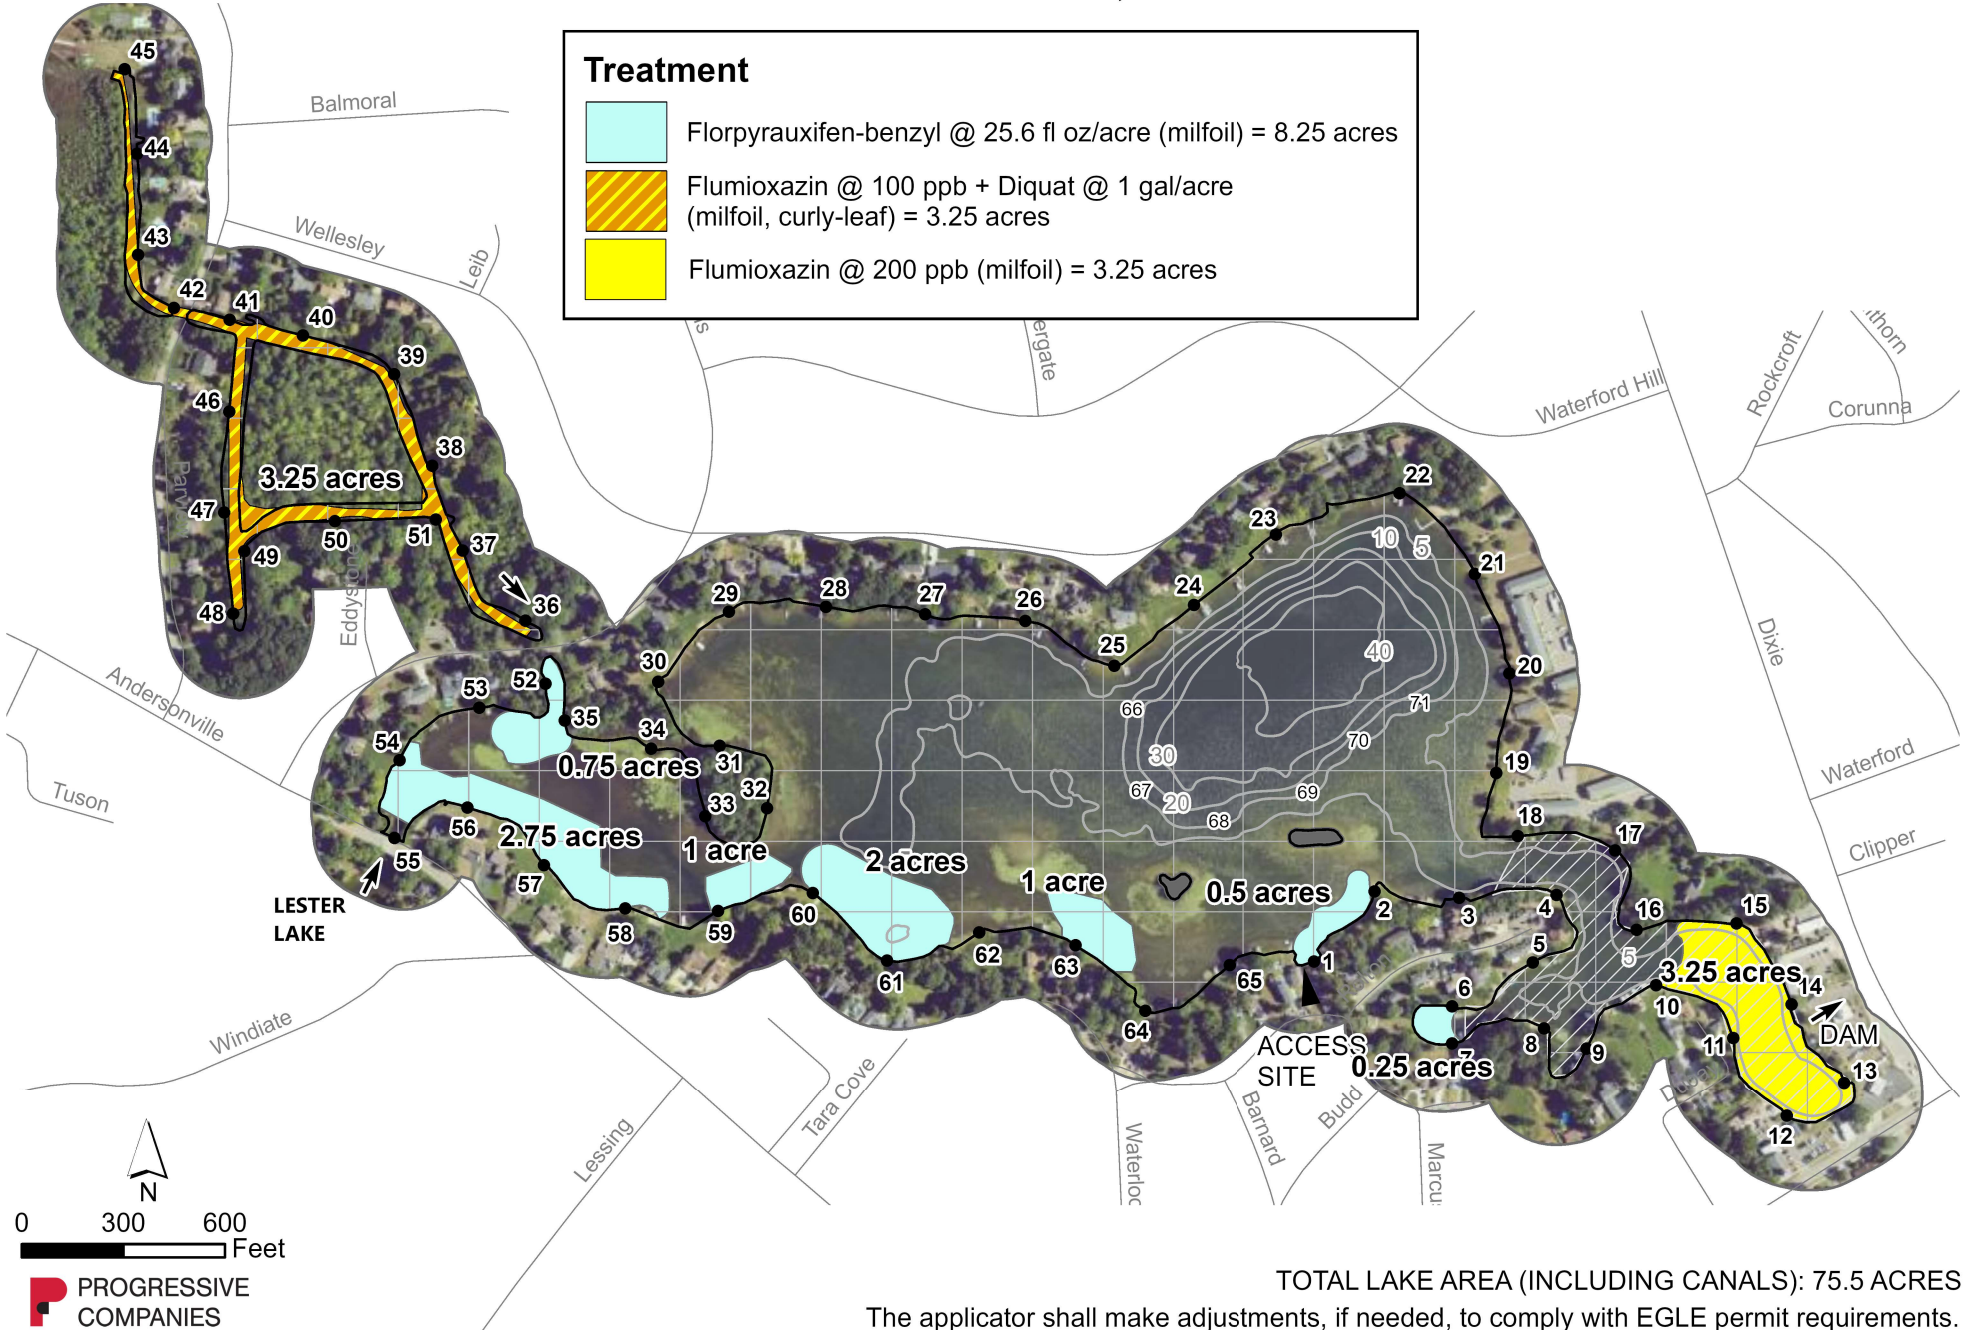 Treatment
Florpyrauxifen-benzyl @ 25.6 fl oz/acre (milfoil) = 8.25 acres
Flumioxazin @ 100 ppb + Diquat @ 1 gal/acre
(milfoil, curly-leaf) = 3.25 acres
Flumioxazin @ 200 ppb (milfoil) = 3.25 acres
45
44
43
42
41
40
39
38
46
47
3.25 acres
50
51
49
48
37
36
Balmoral
Wellesley
Leib
Waterford Hill
Rockcroft
Corunna
Dixie
Waterford
Clipper
Andersonville
Tuson
Windiate
Lessing
Tara Cove
Barnard
Budd
22
23
21
24
25
20
19
18
17
16
15
14
13
12
11
10
9
8
7
6
5
4
3
2
1
29
28
27
26
30
34
31
32
33
35
52
53
54
55
56
57
58
59
60
61
62
63
64
65
10
5
40
30
20
5
66
67
68
69
70
71
0.75 acres
2.75 acres
1 acre
2 acres
1 acre
0.5 acres
0.25 acres
3.25 acres
LESTER
LAKE
ACCESS
SITE
DAM
N
0 300 600
Feet
PROGRESSIVE
COMPANIES
TOTAL LAKE AREA (INCLUDING CANALS): 75.5 ACRES
The applicator shall make adjustments, if needed, to comply with EGLE permit requirements.